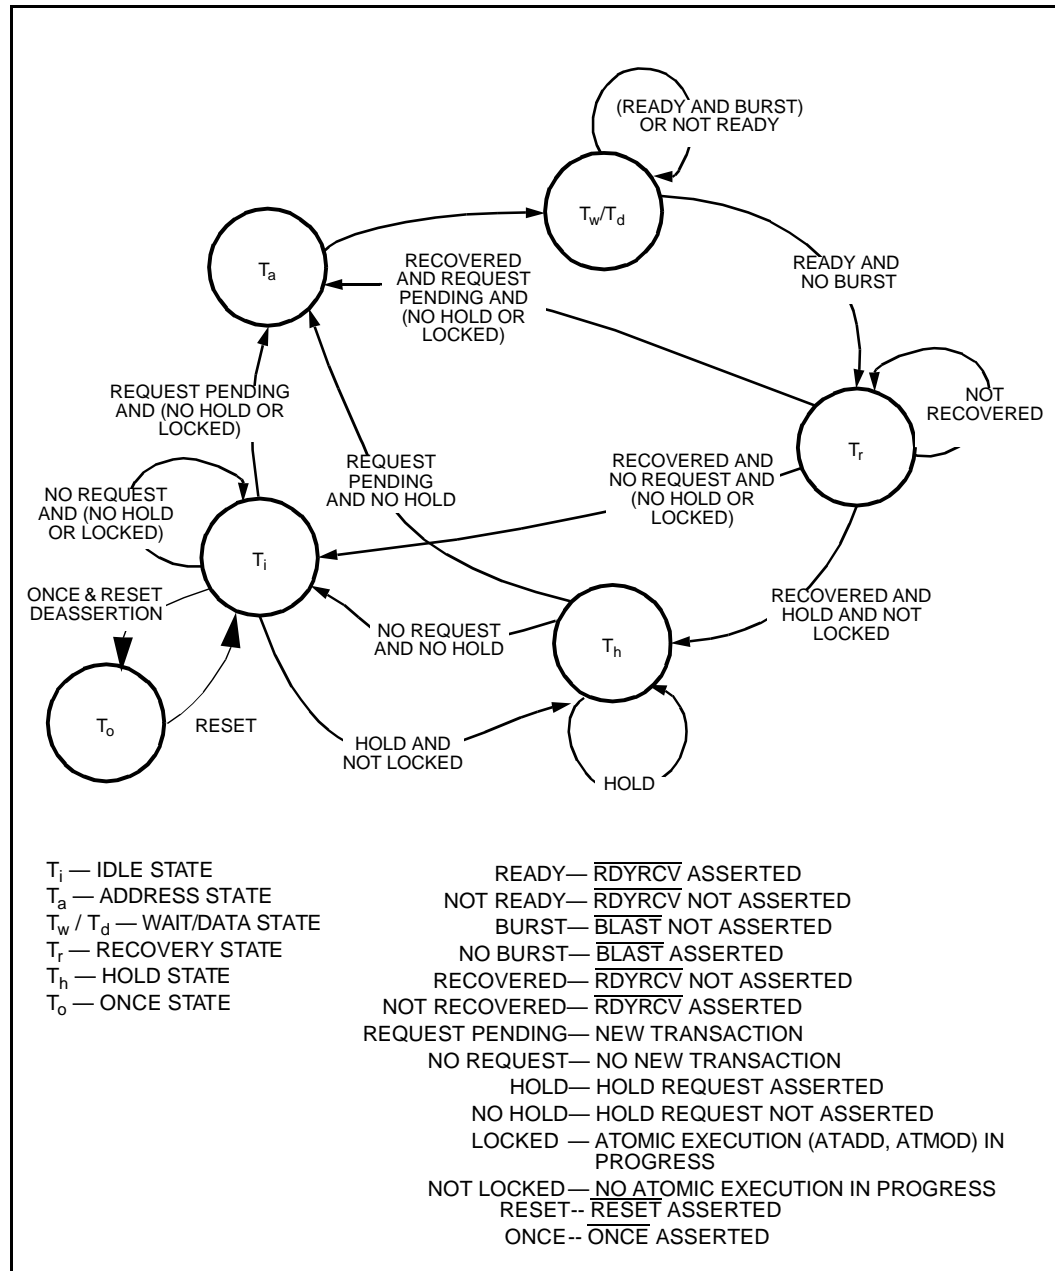 (READY AND BURST)
OR NOT READY
Tw/Td
Ta
RECOVERED
AND REQUEST
PENDING AND
(NO HOLD OR
LOCKED)
READY AND
NO BURST
REQUEST PENDING
AND (NO HOLD OR
LOCKED)
NOT
RECOVERED
Tr
REQUEST
PENDING
AND NO HOLD
RECOVERED AND
NO REQUEST AND
(NO HOLD OR
LOCKED)
NO REQUEST
AND (NO HOLD
OR LOCKED)
Ti
ONCE & RESET
DEASSERTION
RECOVERED AND
HOLD AND NOT
LOCKED
NO REQUEST
AND NO HOLD
Th
To
RESET
HOLD AND
NOT LOCKED
HOLD
Ti — IDLE STATE
Ta — ADDRESS STATE
Tw / Td — WAIT/DATA STATE
Tr — RECOVERY STATE
Th — HOLD STATE
To — ONCE STATE
READY— RDYRCV ASSERTED
NOT READY— RDYRCV NOT ASSERTED
BURST— BLAST NOT ASSERTED
NO BURST— BLAST ASSERTED
RECOVERED— RDYRCV NOT ASSERTED
NOT RECOVERED— RDYRCV ASSERTED
REQUEST PENDING— NEW TRANSACTION
NO REQUEST— NO NEW TRANSACTION
HOLD— HOLD REQUEST ASSERTED
NO HOLD— HOLD REQUEST NOT ASSERTED
LOCKED — ATOMIC EXECUTION (ATADD, ATMOD) IN
PROGRESS
NOT LOCKED— NO ATOMIC EXECUTION IN PROGRESS
RESET-- RESET ASSERTED
ONCE-- ONCE ASSERTED